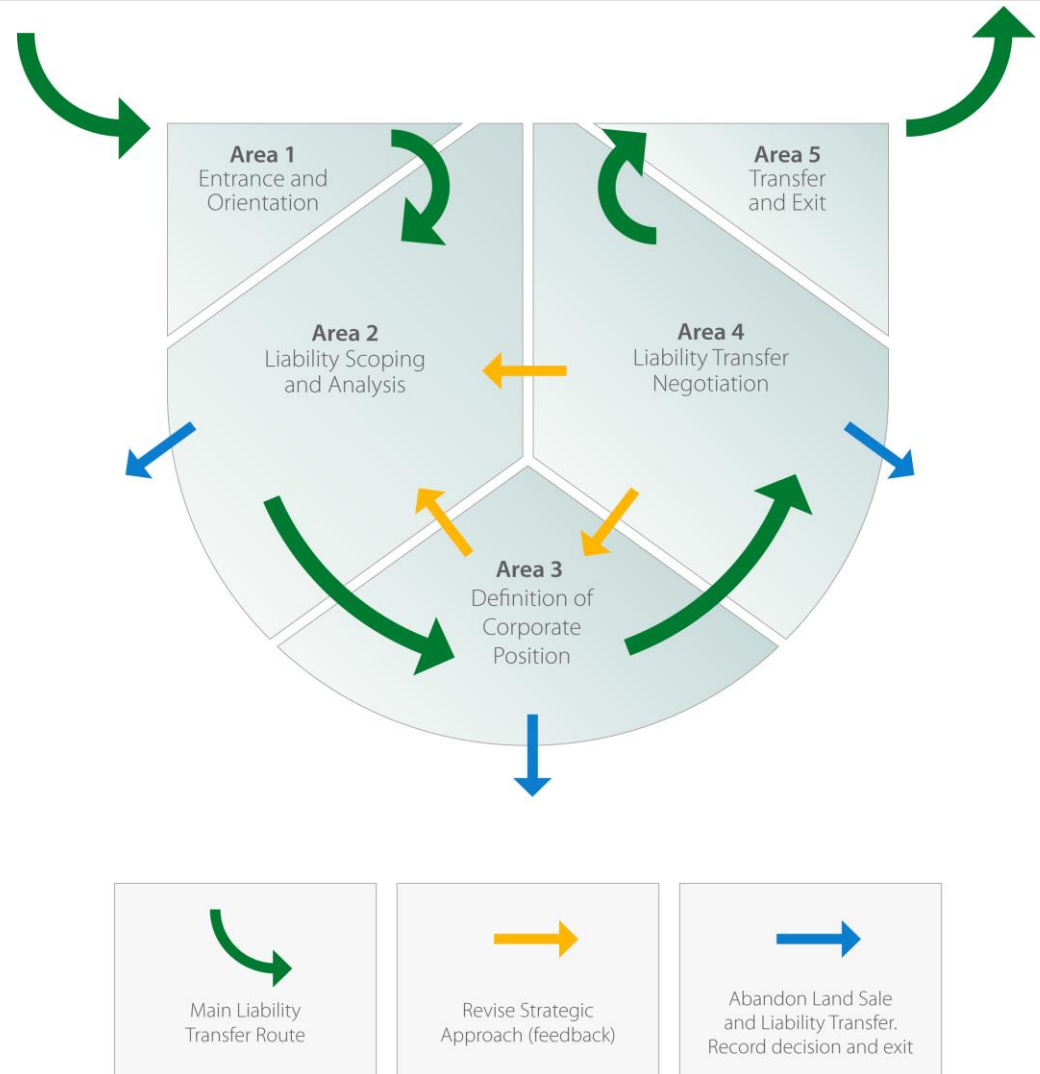 Area 1
Entrance and
Orientation
Area 5
Transfer
and Exit
Area 2
Liability Scoping
and Analysis
Area 4
Liability Transfer
Negotiation
Area 3
Definition of
Corporate
Position
Main Liability
Transfer Route
Revise Strategic
Approach (feedback)
Abandon Land Sale
and Liability Transfer.
Record decision and exit